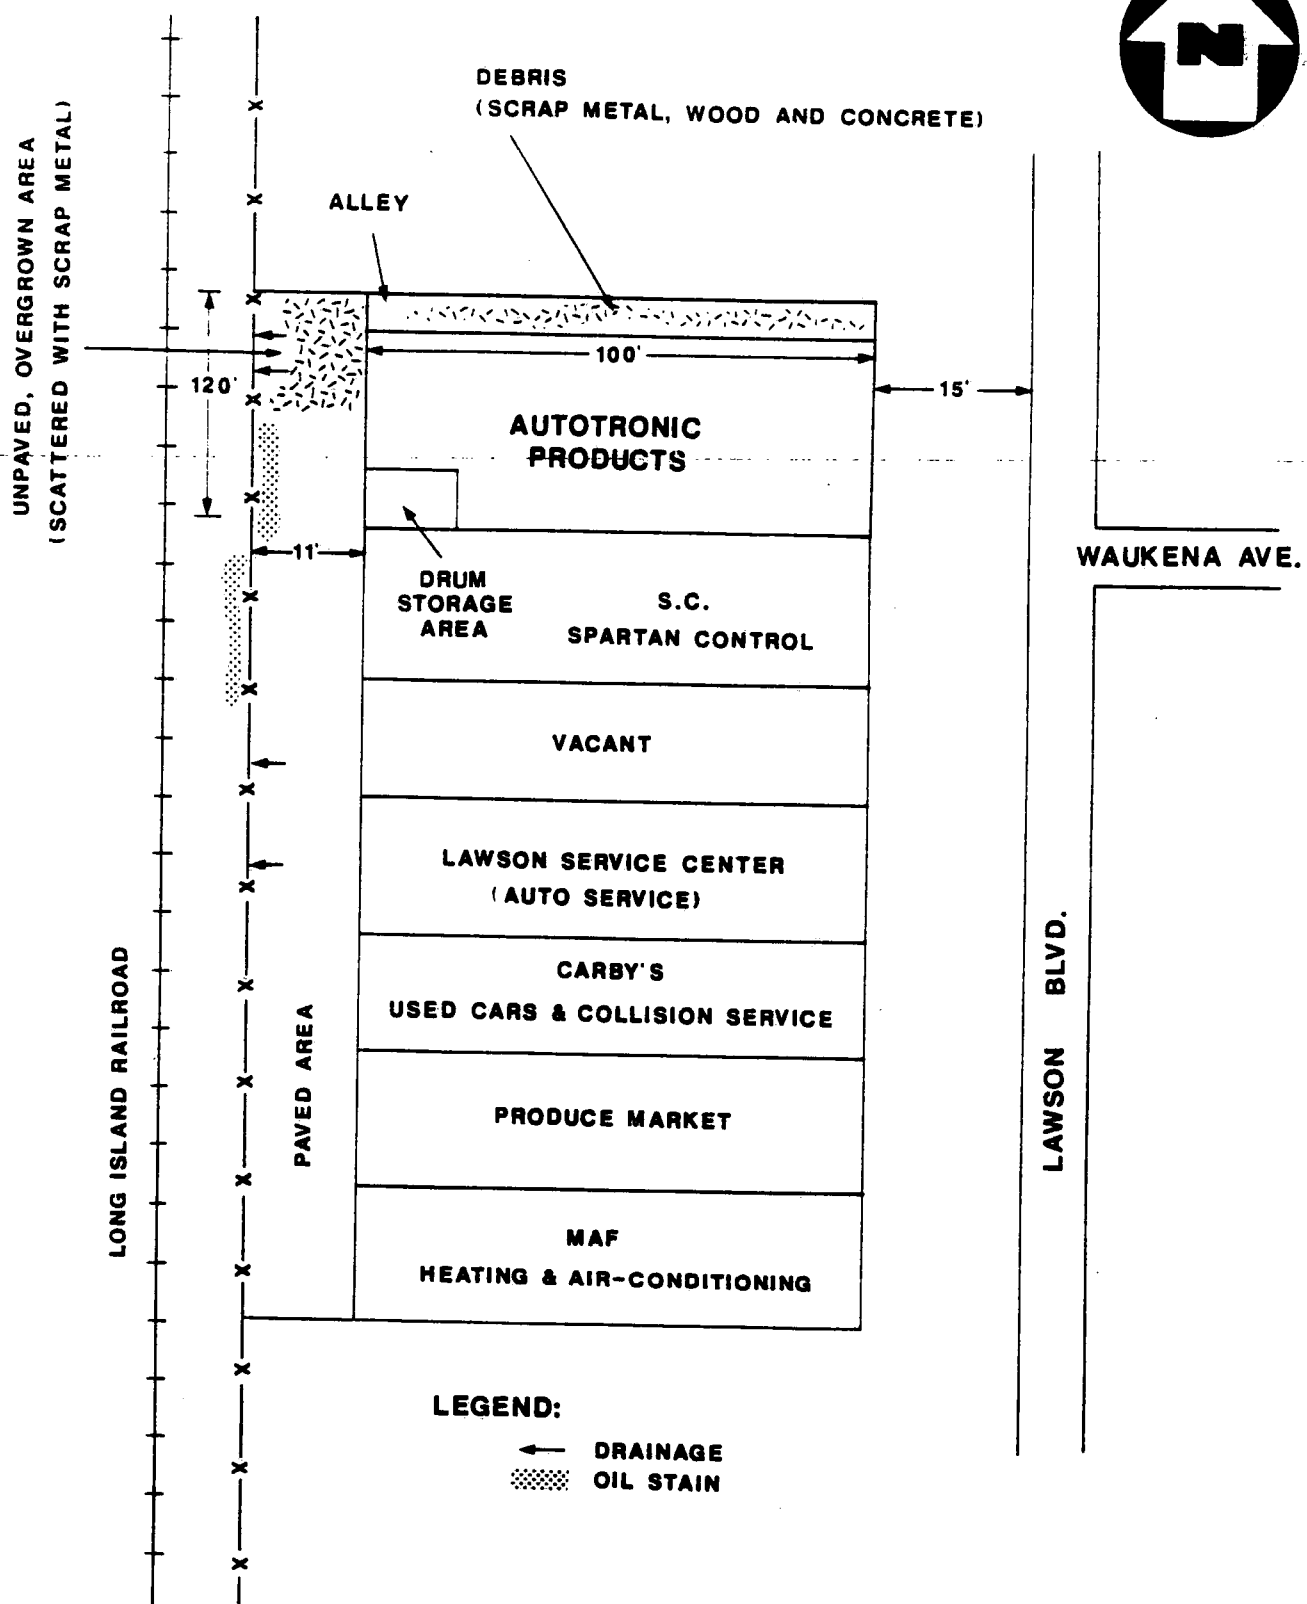 N
DEBRIS
(SCRAP METAL, WOOD AND CONCRETE)
UNPAVED, OVERGROWN AREA
(SCATTERED WITH SCRAP METAL)
ALLEY
100'
120'
15'
AUTOTRONIC
PRODUCTS
11'
DRUM
STORAGE
AREA
WAUKENA AVE.
S.C.
SPARTAN CONTROL
VACANT
LAWSON SERVICE CENTER
(AUTO SERVICE)
CARBY'S
USED CARS & COLLISION SERVICE
LONG ISLAND RAILROAD
PAVED AREA
LAWSON BLVD.
PRODUCE MARKET
MAF
HEATING & AIR-CONDITIONING
LEGEND:
DRAINAGE
OIL STAIN